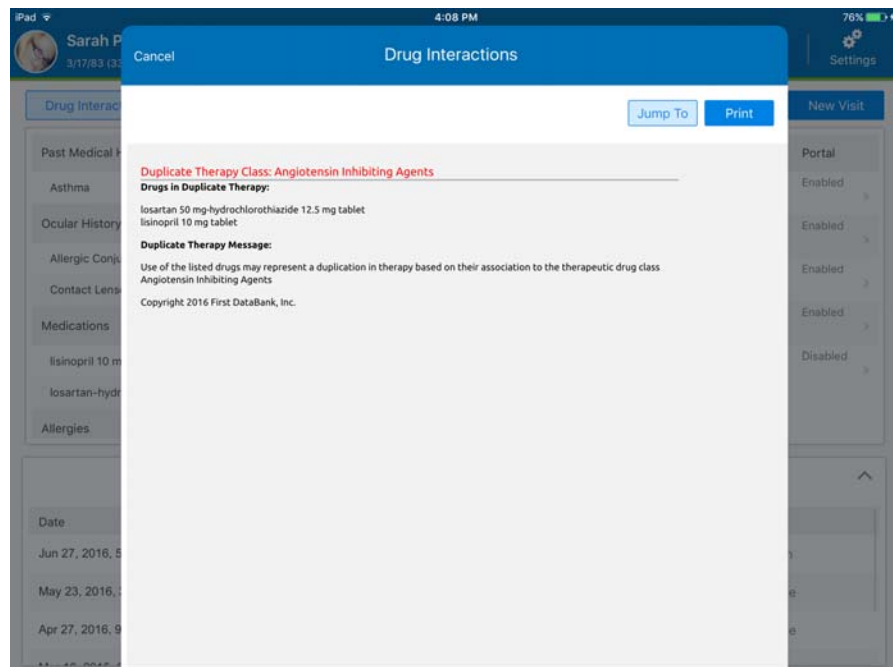 iPad 4:08 PM 76%
Sarah P
3/17/83 (33
Cancel Drug Interactions
Settings
Drug Interac
Jump To Print
New Visit
Past Medical H
Portal
Duplicate Therapy Class: Angiotensin Inhibiting Agents
Asthma
Drugs in Duplicate Therapy:
Enabled
losartan 50 mg-hydrochlorothiazide 12.5 mg tablet
Ocular History
lisinopril 10 mg tablet
Enabled
Duplicate Therapy Message:
Allergic Conju
Use of the listed drugs may represent a duplication in therapy based on their association to the therapeutic drug class
Angiotensin Inhibiting Agents
Enabled
Contact Lens
Copyright 2016 First DataBank, Inc.
Medications
Enabled
lisinopril 10 m
Disabled
losartan-hydr
Allergies
Date
Jun 27, 2016, 5
May 23, 2016,
e
Apr 27, 2016, 9
e